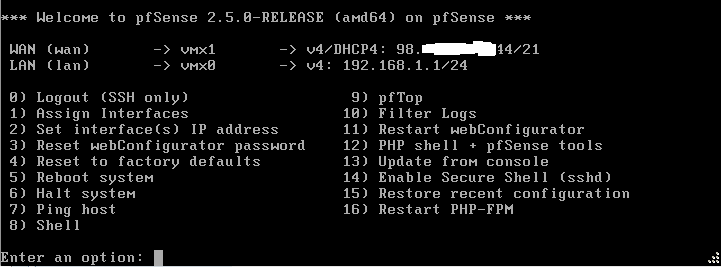 *** Welcome to pfSense 2.5.0-RELEASE (amd64) on pfSense ***
WAN (wan) -> vmx1 -> v4/DHCP4: 98. 44/21
LAN (lan) -> vmx0 -> v4: 192.168.1.1/24
0) Logout (SSH only) 9) pfTop
1) Assign Interfaces 10) Filter Logs
2) Set interface(s) IP address 11) Restart webConfigurator
3) Reset webConfigurator password 12) PHP shell + pfSense tools
4) Reset to factory defaults 13) Update from console
5) Reboot system 14) Enable Secure Shell (sshd)
6) Halt system 15) Restore recent configuration
7) Ping host 16) Restart PHP-FPM
8) Shell
Enter an option: